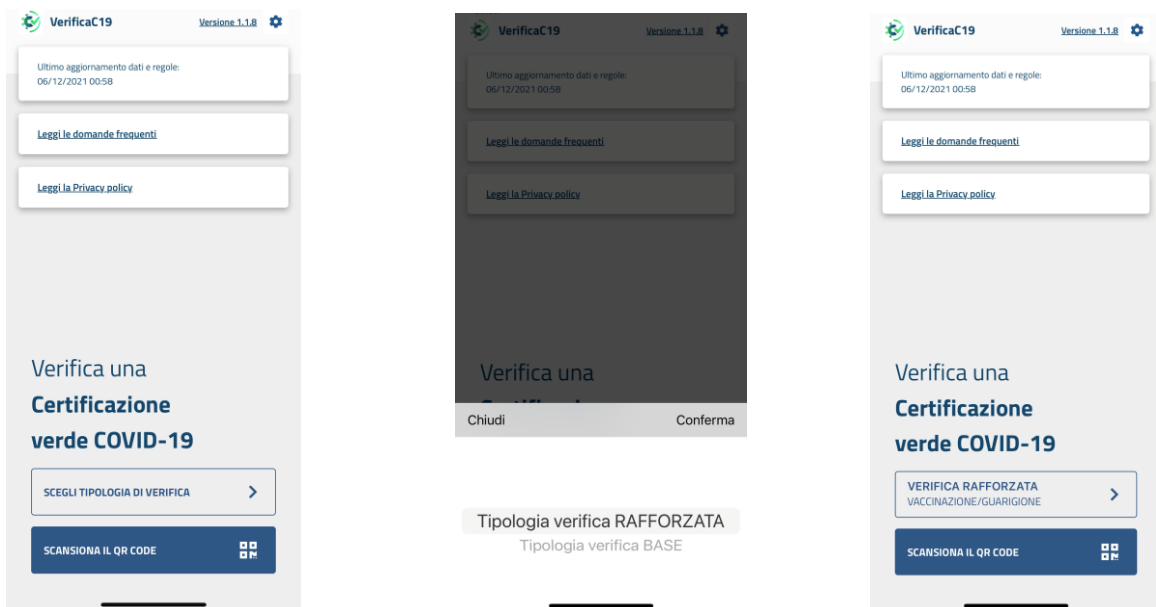 VerificaC19
Versione 1.1.8
Ultimo aggiornamento dati e regole:
06/12/2021 00:58
Leggi le domande frequenti
Leggi la Privacy policy
Verifica una
Certificazione
verde COVID-19
SCEGLI TIPOLOGIA DI VERIFICA
SCANSIONA IL QR CODE
VerificaC19
Versione 1.1.8
Ultimo aggiornamento dati e regole:
06/12/2021 00:58
Leggi le domande frequenti
Leggi la Privacy policy
Verifica una
Chiudi
Conferma
Tipologia verifica RAFFORZATA
Tipologia verifica BASE
VerificaC19
Versione 1.1.8
Ultimo aggiornamento dati e regole:
06/12/2021 00:58
Leggi le domande frequenti
Leggi la Privacy policy
Verifica una
Certificazione
verde COVID-19
VERIFICA RAFFORZATA
VACCINAZIONE/GUARIGIONE
SCANSIONA IL QR CODE